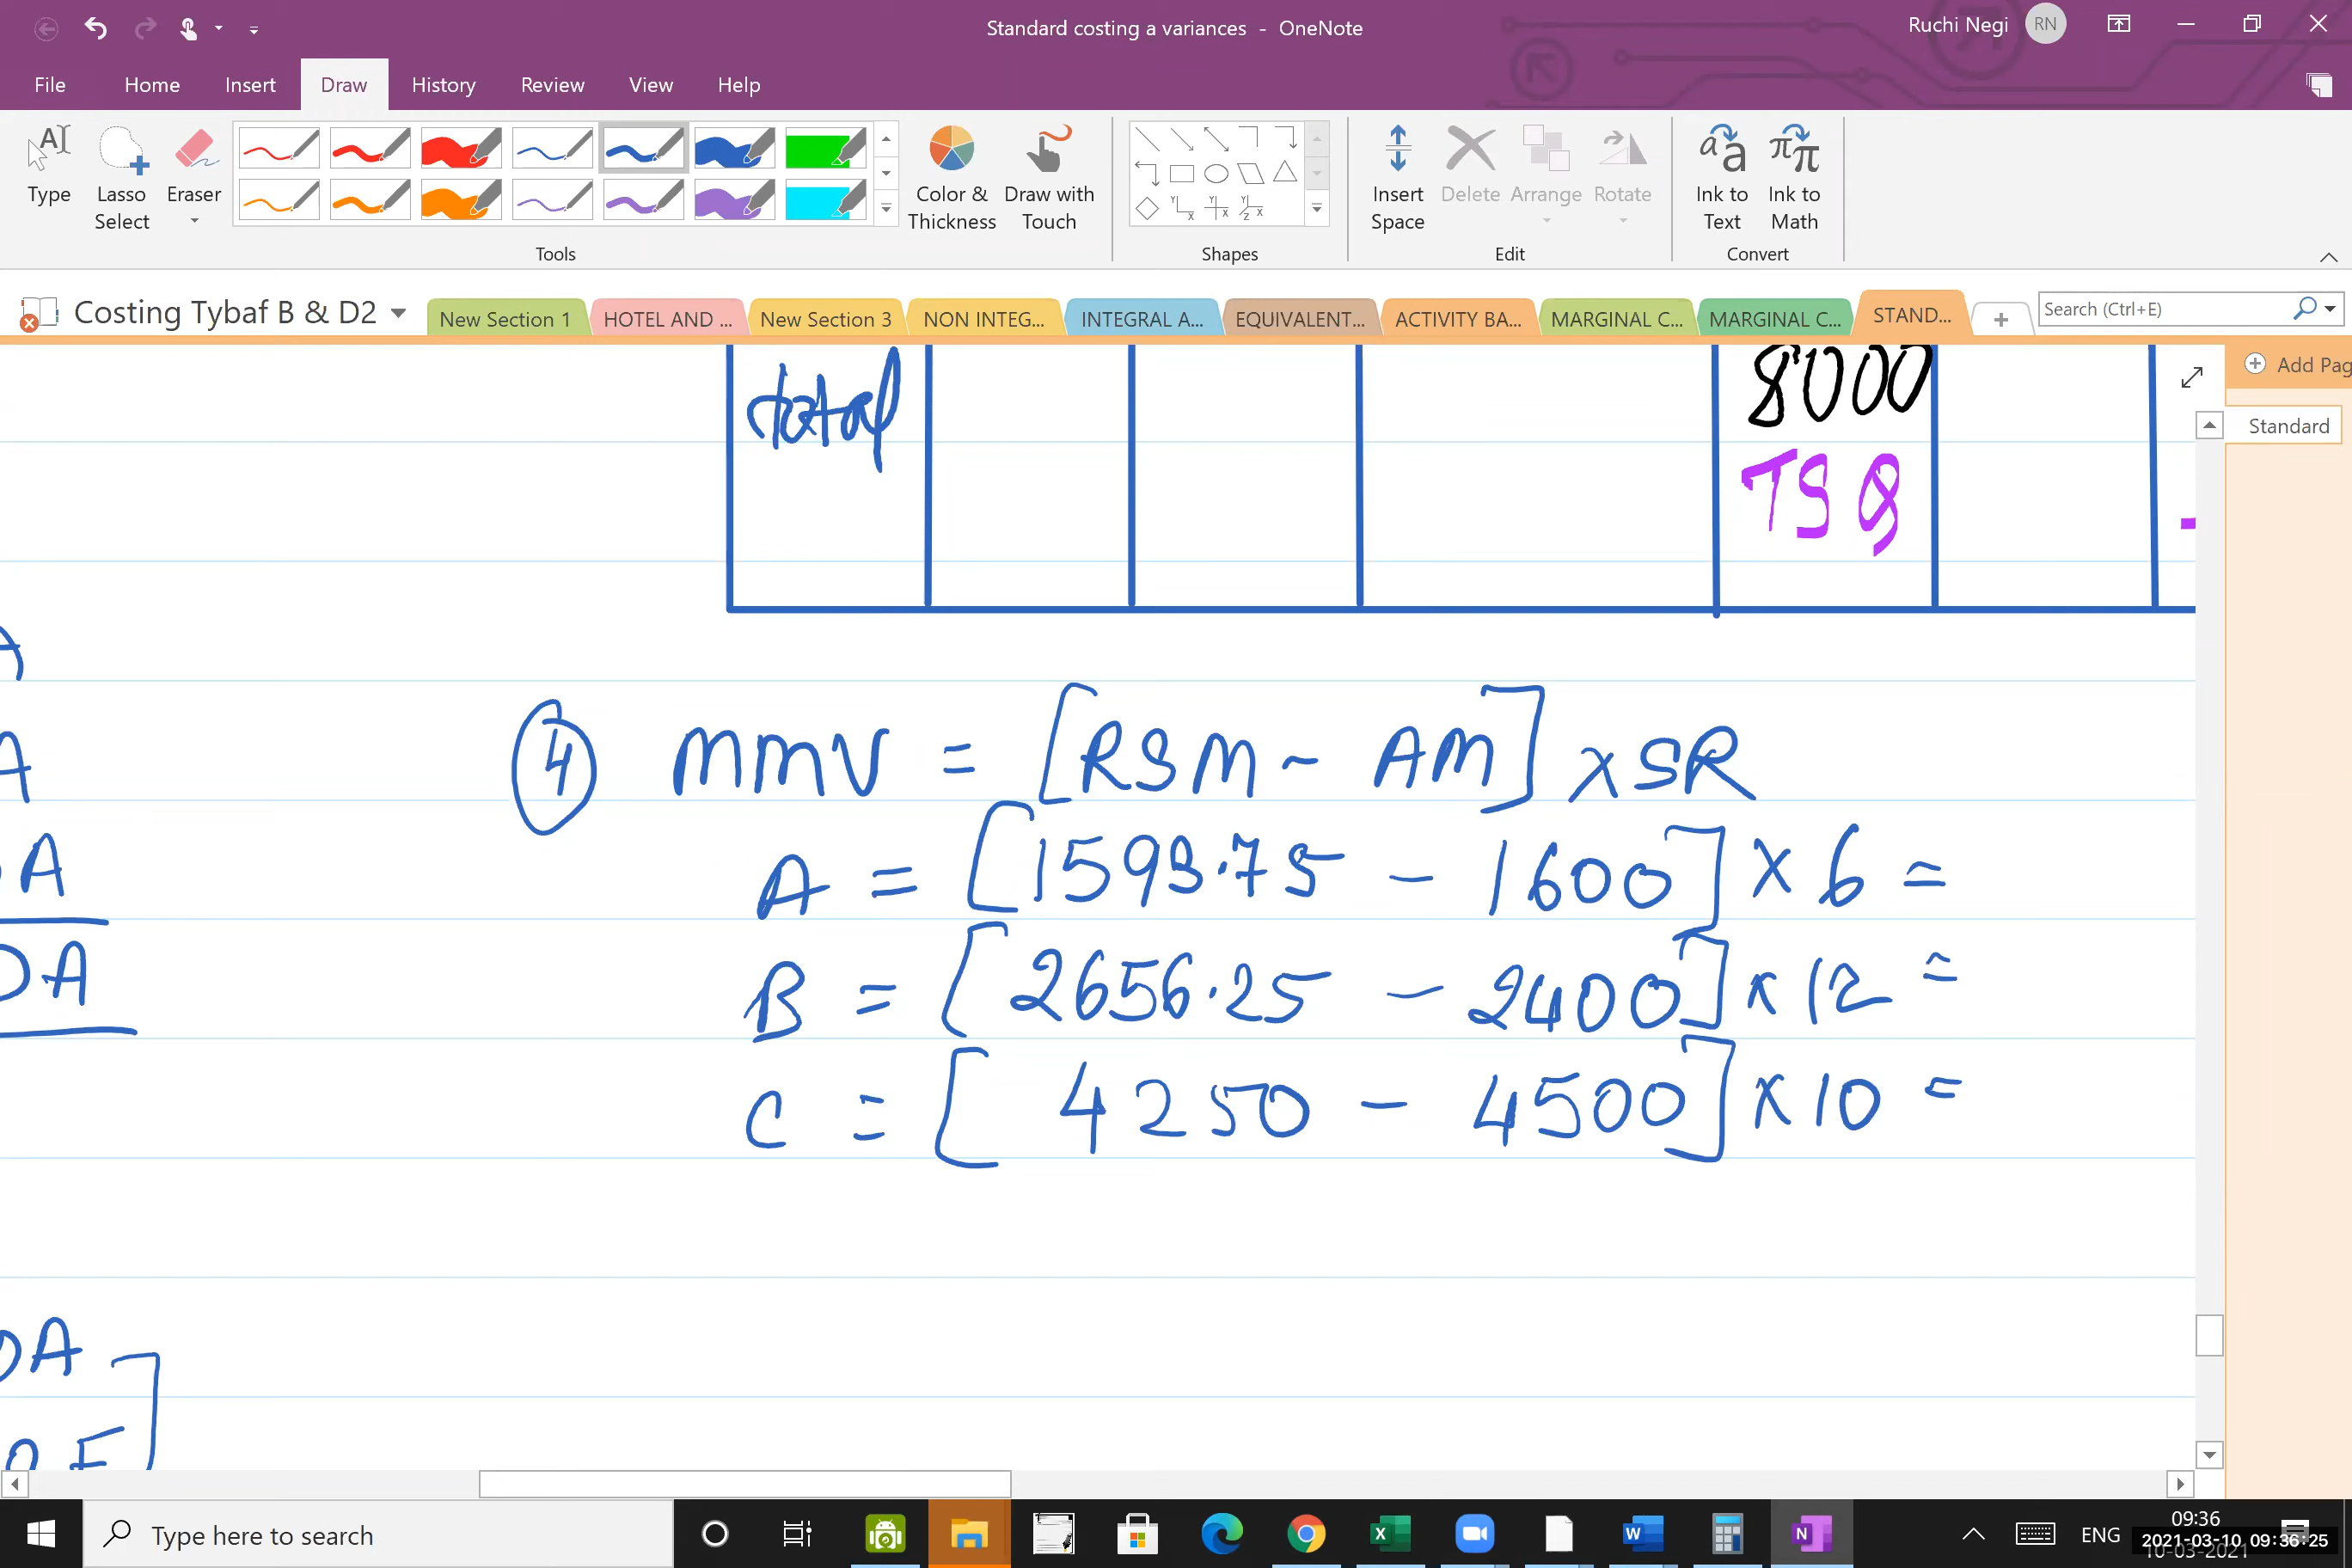 Standard costing a variances - OneNote
Ruchi Negi RN
File Home Insert Draw History Review View Help
Type
Lasso Select
Eraser
Color & Thickness
Draw with Touch
Insert Space
Delete
Arrange
Rotate
Ink to Text
Ink to Math
Tools Shapes Edit Convert
Costing Tybaf B & D2
New Section 1 HOTEL AND ... New Section 3 NON INTEG... INTEGRAL A... EQUIVALENT... ACTIVITY BA... MARGINAL C... MARGINAL C... STAND... Search (Ctrl+E)
Add Pag
Standard
total 8000
A
A
A
DA
4 MMV = [RSM - AM] x SR
A = [1593.75 - 1600] x 6 =
B = [2656.25 - 2400] x 12 =
C = [4250 - 4500] x 10 =
DA]
Type here to search
ENG
09:36
2021-03-10 09:36:25